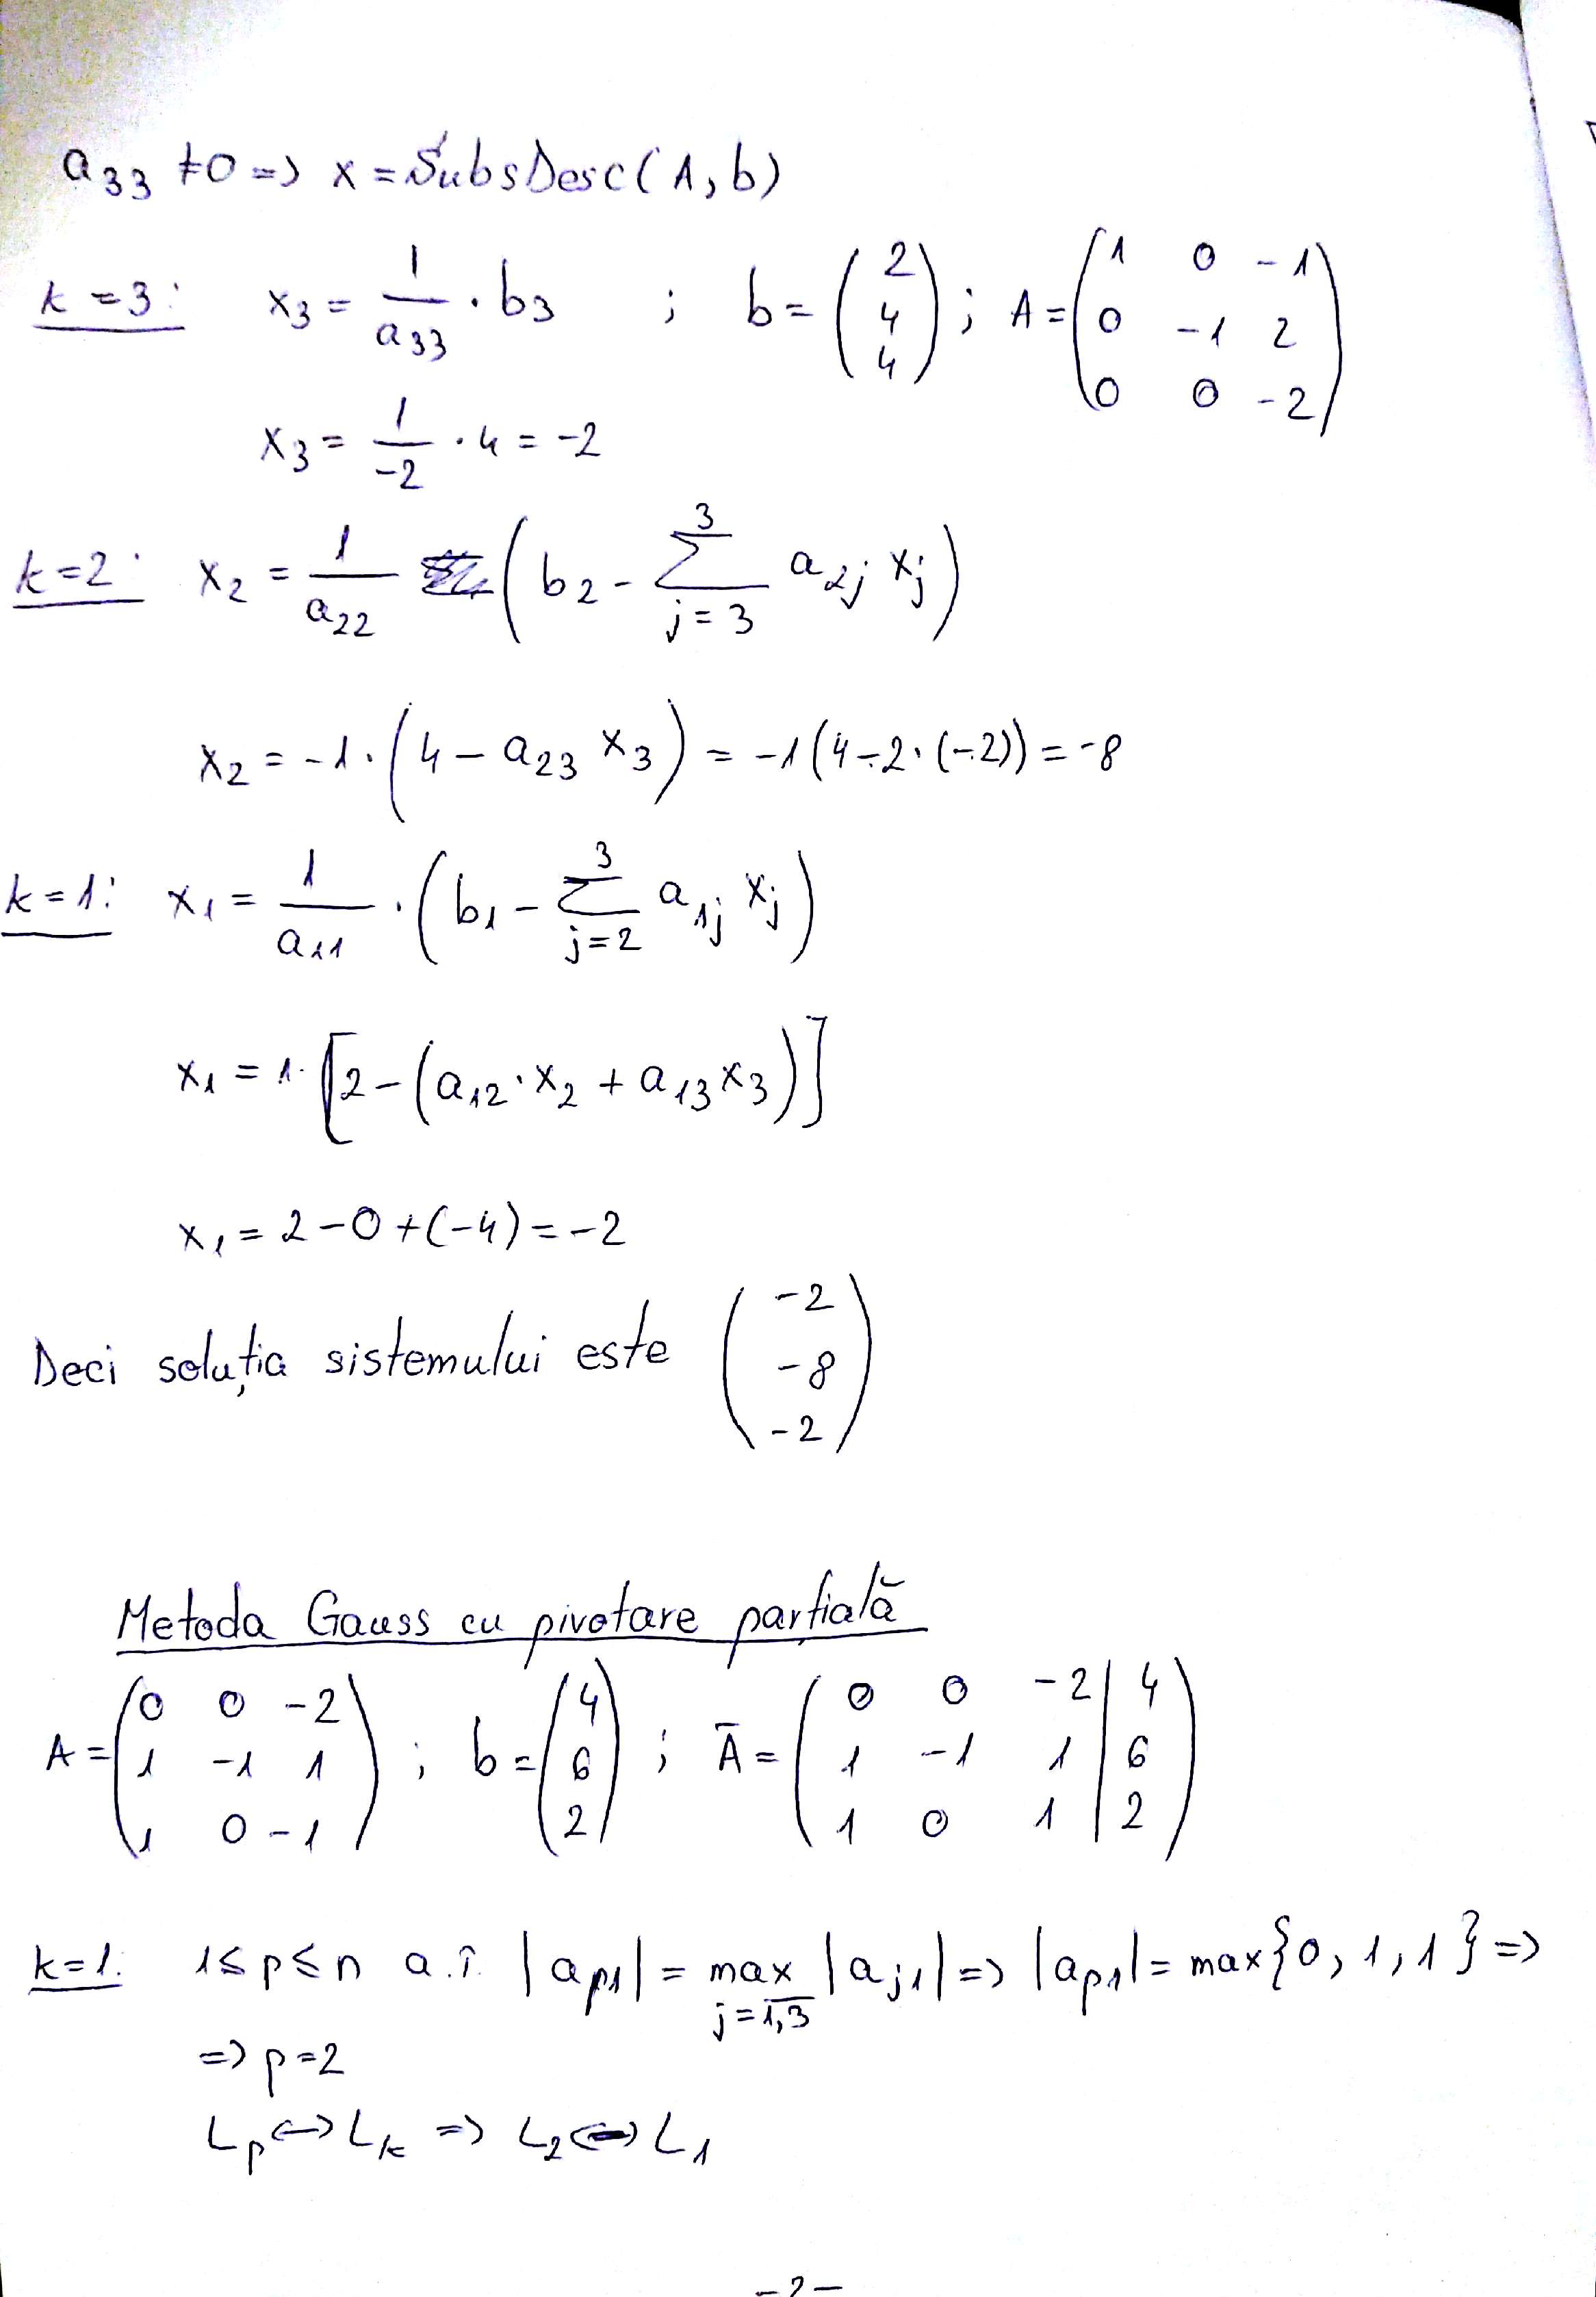 a₃₃ ≠ 0 => x = SubsDesc(A, b)
k = 3: x₃ = 1/a₃₃ · b₃ ; b = (2 4 4) ; A = (1 0 -1; 0 -1 2; 0 0 -2)
x₃ = 1/-2 · 4 = -2
k = 2: x₂ = 1/a₂₂ (b₂ - ∑_{j=3}^{3} a₂ⱼ xⱼ)
x₂ = -1 · (4 - a₂₃ x₃) = -1(4 - 2 · (-2)) = -8
k = 1: x₁ = 1/a₁₁ · (b₁ - ∑_{j=2}^{3} a₁ⱼ xⱼ)
x₁ = 1 · [2 - (a₁₂ · x₂ + a₁₃ x₃)]
x₁ = 2 - 0 + (-4) = -2
Deci soluția sistemului este (-2 -8 -2)
Metoda Gauss cu pivotare parțială
A = (0 0 -2; 1 -1 1; 1 0 -1) ; b = (4 6 2) ; Ā = (0 0 -2 | 4; 1 -1 1 | 6; 1 0 1 | 2)
k = 1: 1 ≤ p ≤ n a.î. |aₚ₁| = max_{j=1,3} |aⱼ₁| => |aₚ₁| = max{0, 1, 1} =>
=> p = 2
Lₚ <-> Lₖ => L₂ <-> L₁
-2-